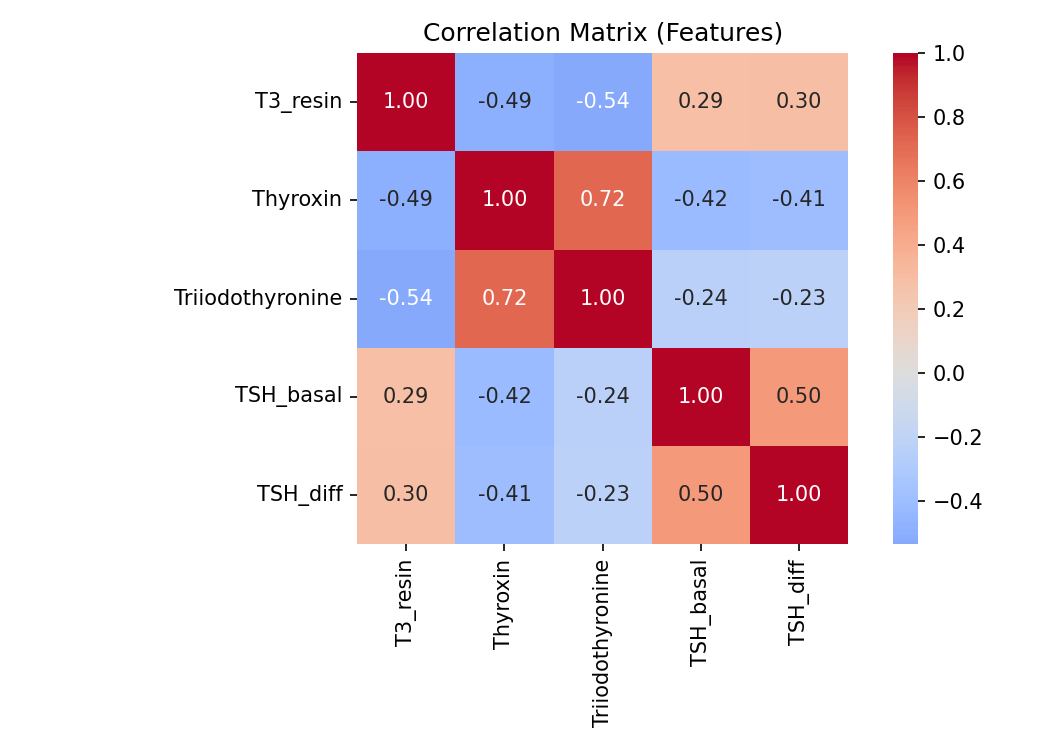 Correlation Matrix (Features)
T3_resin 1.00 -0.49 -0.54 0.29 0.30
Thyroxin -0.49 1.00 0.72 -0.42 -0.41
Triiodothyronine -0.54 0.72 1.00 -0.24 -0.23
TSH_basal 0.29 -0.42 -0.24 1.00 0.50
TSH_diff 0.30 -0.41 -0.23 0.50 1.00
T3_resin
Thyroxin
Triiodothyronine
TSH_basal
TSH_diff
1.0
0.8
0.6
0.4
0.2
0.0
−0.2
−0.4